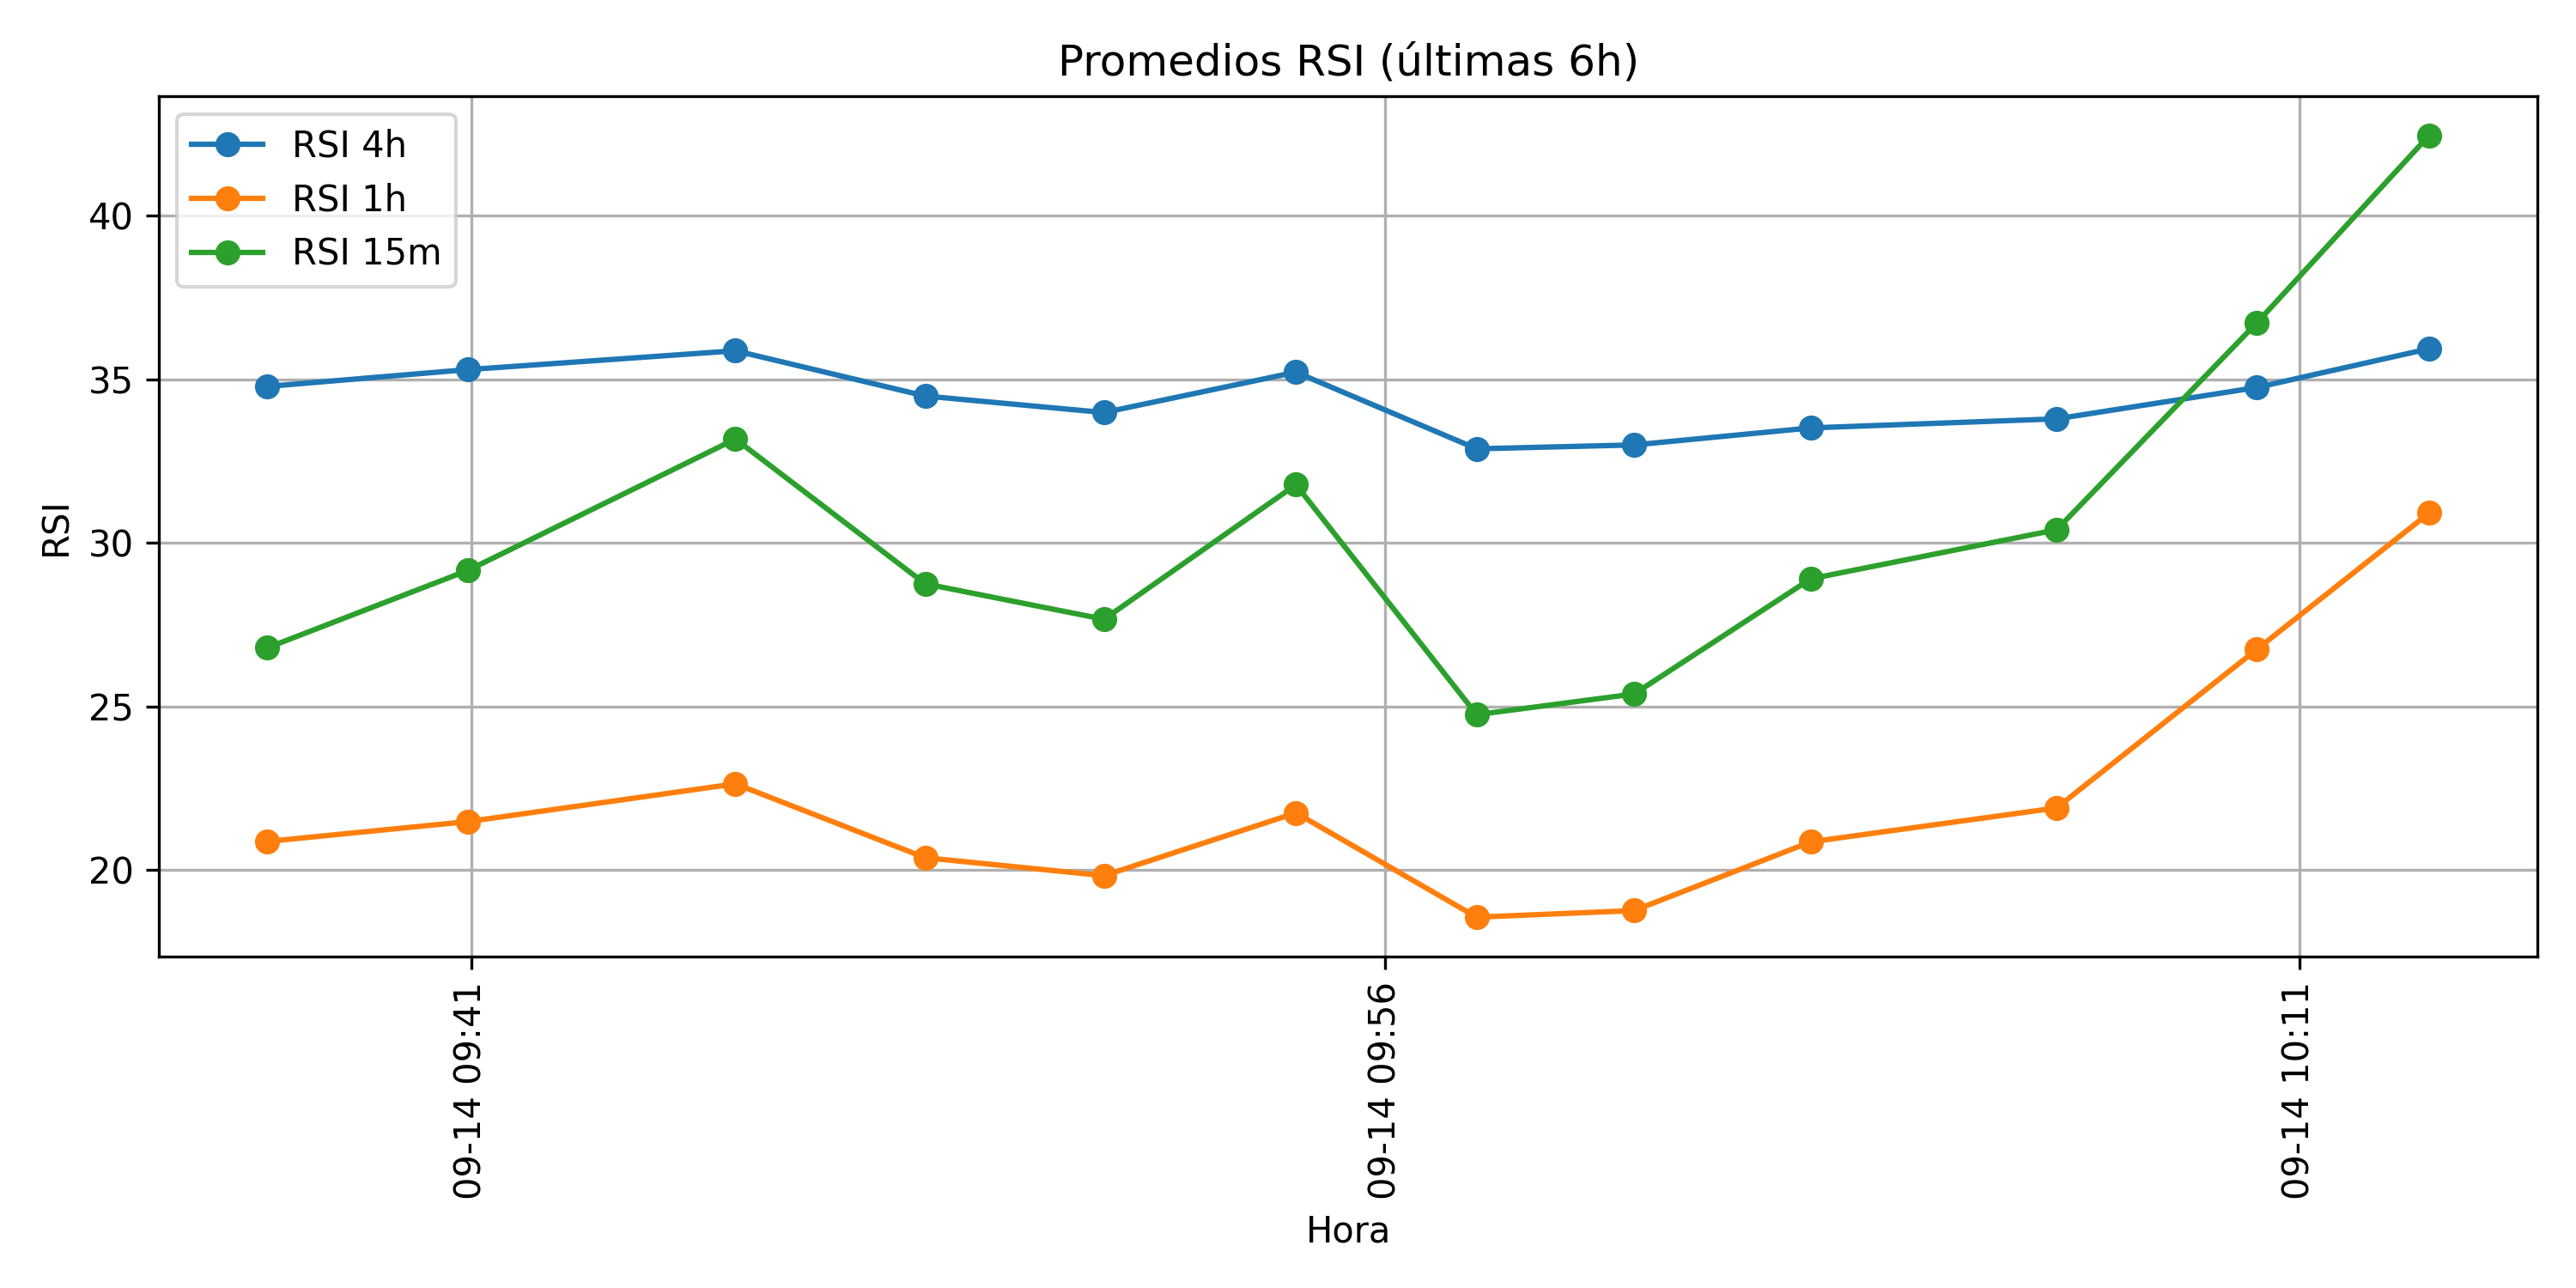 Promedios RSI (últimas 6h)
RSI 4h
RSI 1h
RSI 15m
RSI
40
35
30
25
20
09-14 09:41
09-14 09:56
09-14 10:11
Hora